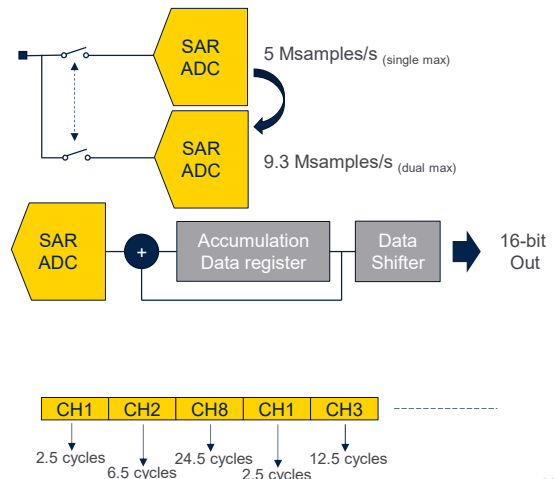 SAR
ADC
5 Msamples/s (single max)
SAR
ADC
9.3 Msamples/s (dual max)
SAR
ADC
+
Accumulation
Data register
Data
Shifter
16-bit
Out
CH1 CH2 CH8 CH1 CH3
2.5 cycles 24.5 cycles 12.5 cycles
6.5 cycles 2.5 cycles